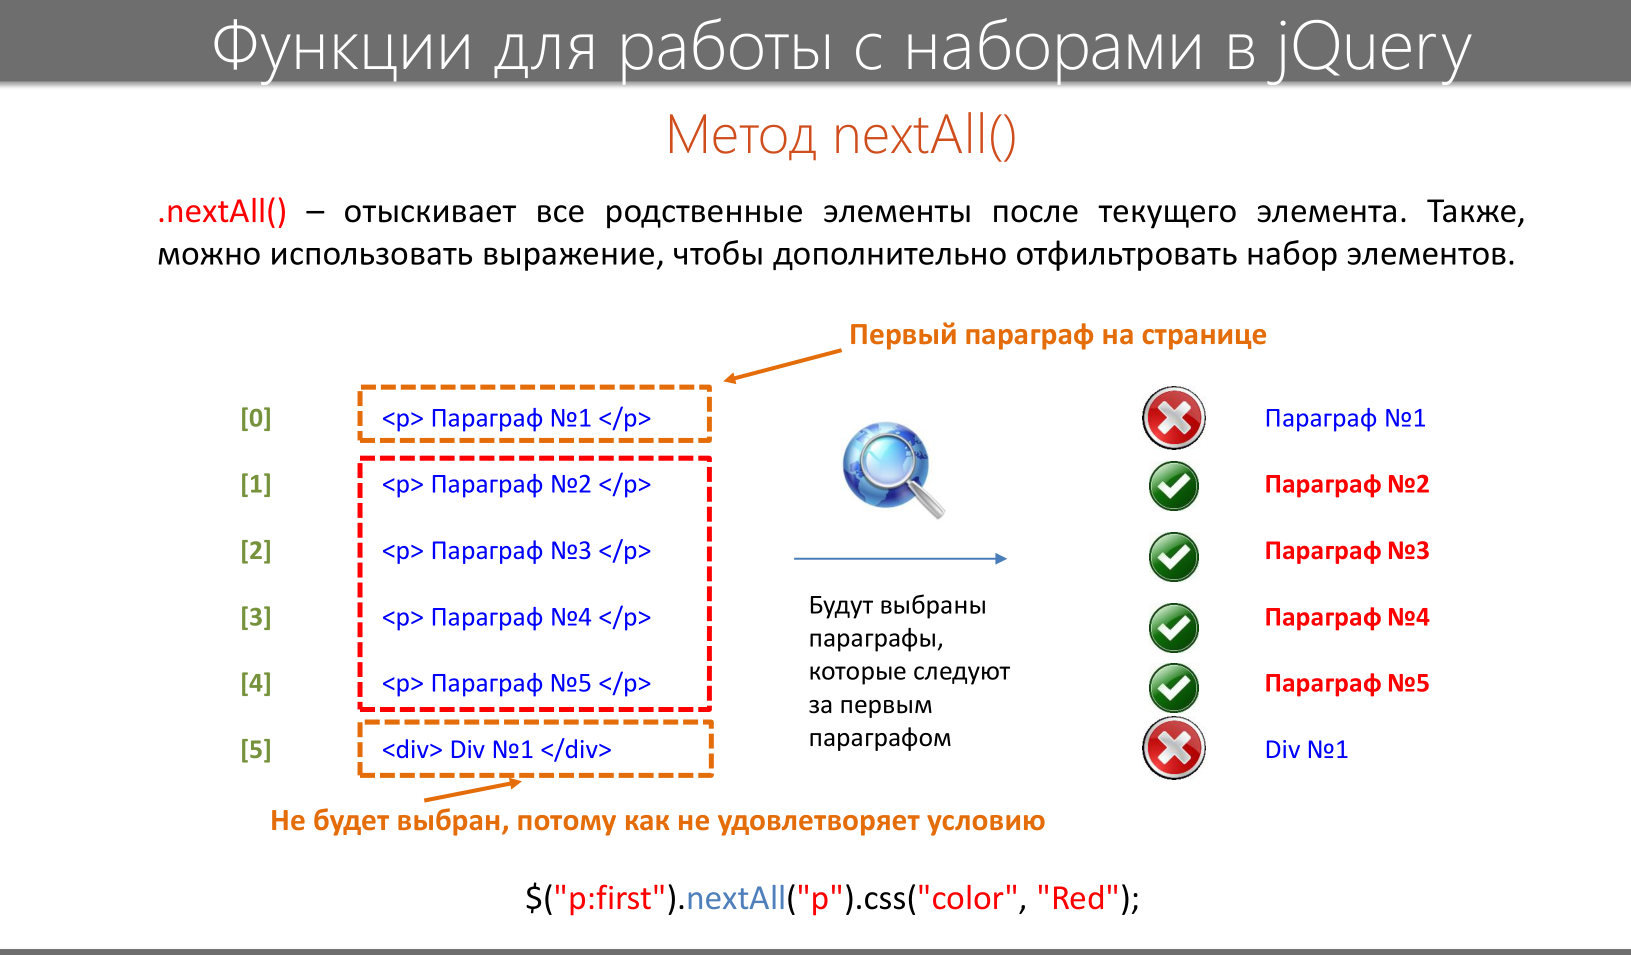 Функции для работы с наборами в jQuery
Метод nextAll()
.nextAll() – отыскивает все родственные элементы после текущего элемента. Также,
можно использовать выражение, чтобы дополнительно отфильтровать набор элементов.
Первый параграф на странице
[0] <p> Параграф №1 </p> Параграф №1
[1] <p> Параграф №2 </p> Параграф №2
[2] <p> Параграф №3 </p> Параграф №3
[3] <p> Параграф №4 </p> Параграф №4
[4] <p> Параграф №5 </p> Параграф №5
[5] <div> Div №1 </div> Div №1
Будут выбраны
параграфы,
которые следуют
за первым
параграфом
Не будет выбран, потому как не удовлетворяет условию
$("p:first").nextAll("p").css("color", "Red");